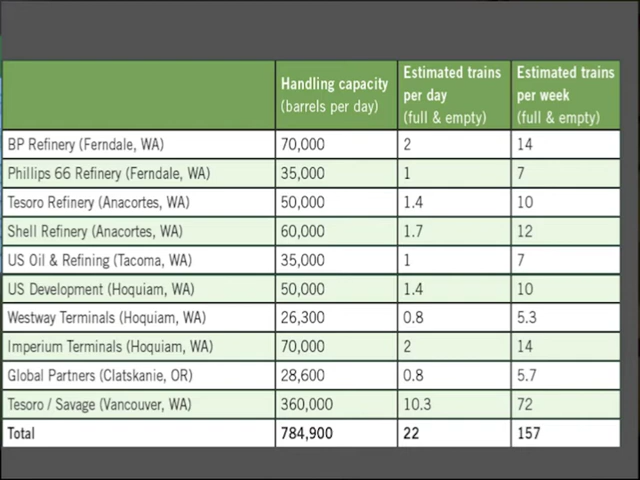 Handling capacity (barrels per day) Estimated trains per day (full & empty) Estimated trains per week (full & empty)
BP Refinery (Ferndale, WA) 70,000 2 14
Phillips 66 Refinery (Ferndale, WA) 35,000 1 7
Tesoro Refinery (Anacortes, WA) 50,000 1.4 10
Shell Refinery (Anacortes, WA) 60,000 1.7 12
US Oil & Refining (Tacoma, WA) 35,000 1 7
US Development (Hoquiam, WA) 50,000 1.4 10
Westway Terminals (Hoquiam, WA) 26,300 0.8 5.3
Imperium Terminals (Hoquiam, WA) 70,000 2 14
Global Partners (Clatskanie, OR) 28,600 0.8 5.7
Tesoro / Savage (Vancouver, WA) 360,000 10.3 72
Total 784,900 22 157